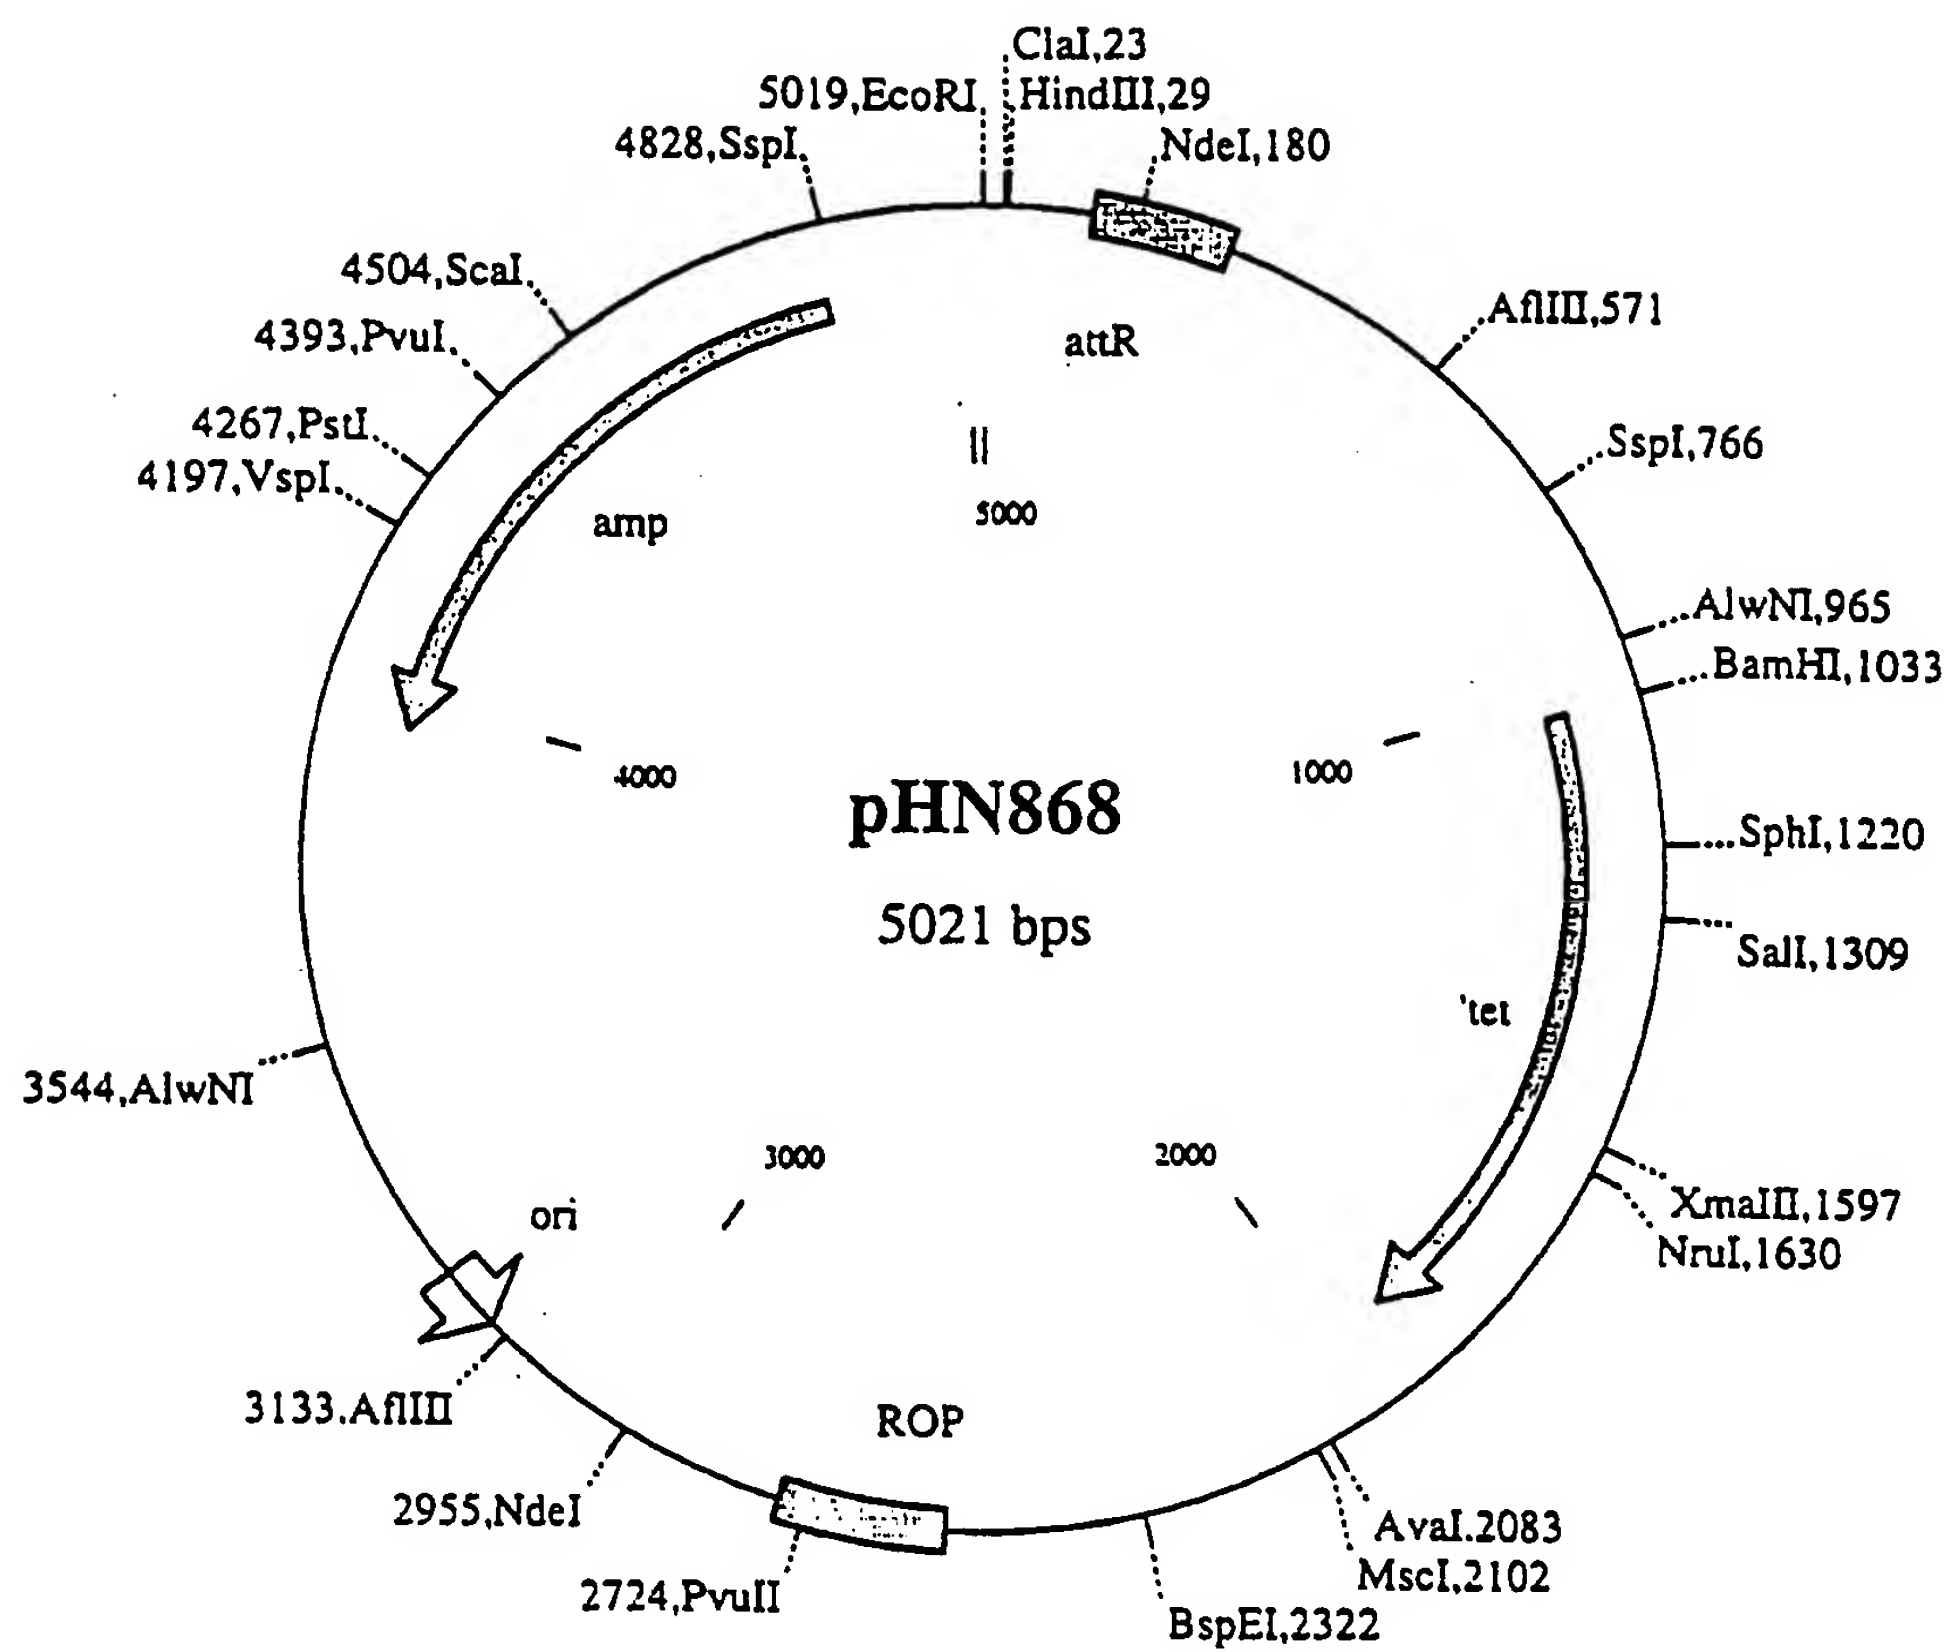 ClaI,23
5019,EcoRI
HindIII,29
4828,SspI
NdeI,180
4504,ScaI
AflIII,571
4393,PvuI
attR
4267,PstI
SspI,766
4197,VspI
amp
5000
AlwNI,965
BamHI,1033
4000
1000
pHN868
SphI,1220
5021 bps
SalI,1309
'tet
3544,AlwNI
3000
2000
ori
XmaIII,1597
NruI,1630
3133.AflIII
ROP
2955,NdeI
AvaI.2083
MscI,2102
2724,PvuII
BspEI,2322